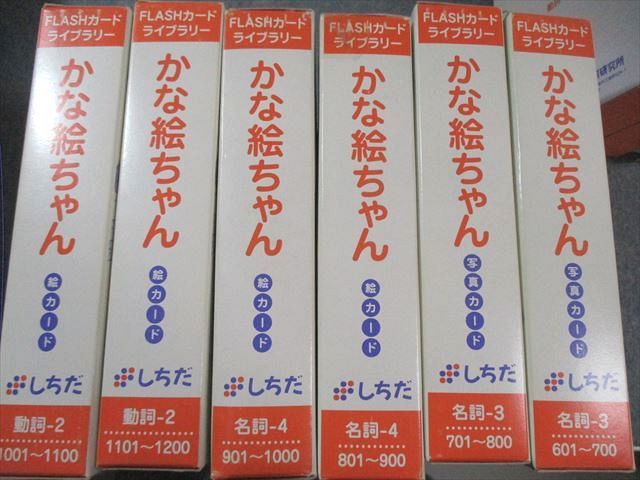 FLASHカード
ライブラリー
かな絵ちゃん
絵カード
しちだ
動詞-2
1001～1100
FLASHカード
ライブラリー
かな絵ちゃん
絵カード
しちだ
動詞-2
1101～1200
FLASHカード
ライブラリー
かな絵ちゃん
絵カード
しちだ
名詞-4
901～1000
FLASHカード
ライブラリー
かな絵ちゃん
絵カード
しちだ
名詞-4
801～900
FLASHカード
ライブラリー
かな絵ちゃん
写真カード
しちだ
名詞-3
701～800
FLASHカード
ライブラリー
かな絵ちゃん
写真カード
しちだ
名詞-3
601～700
研究所